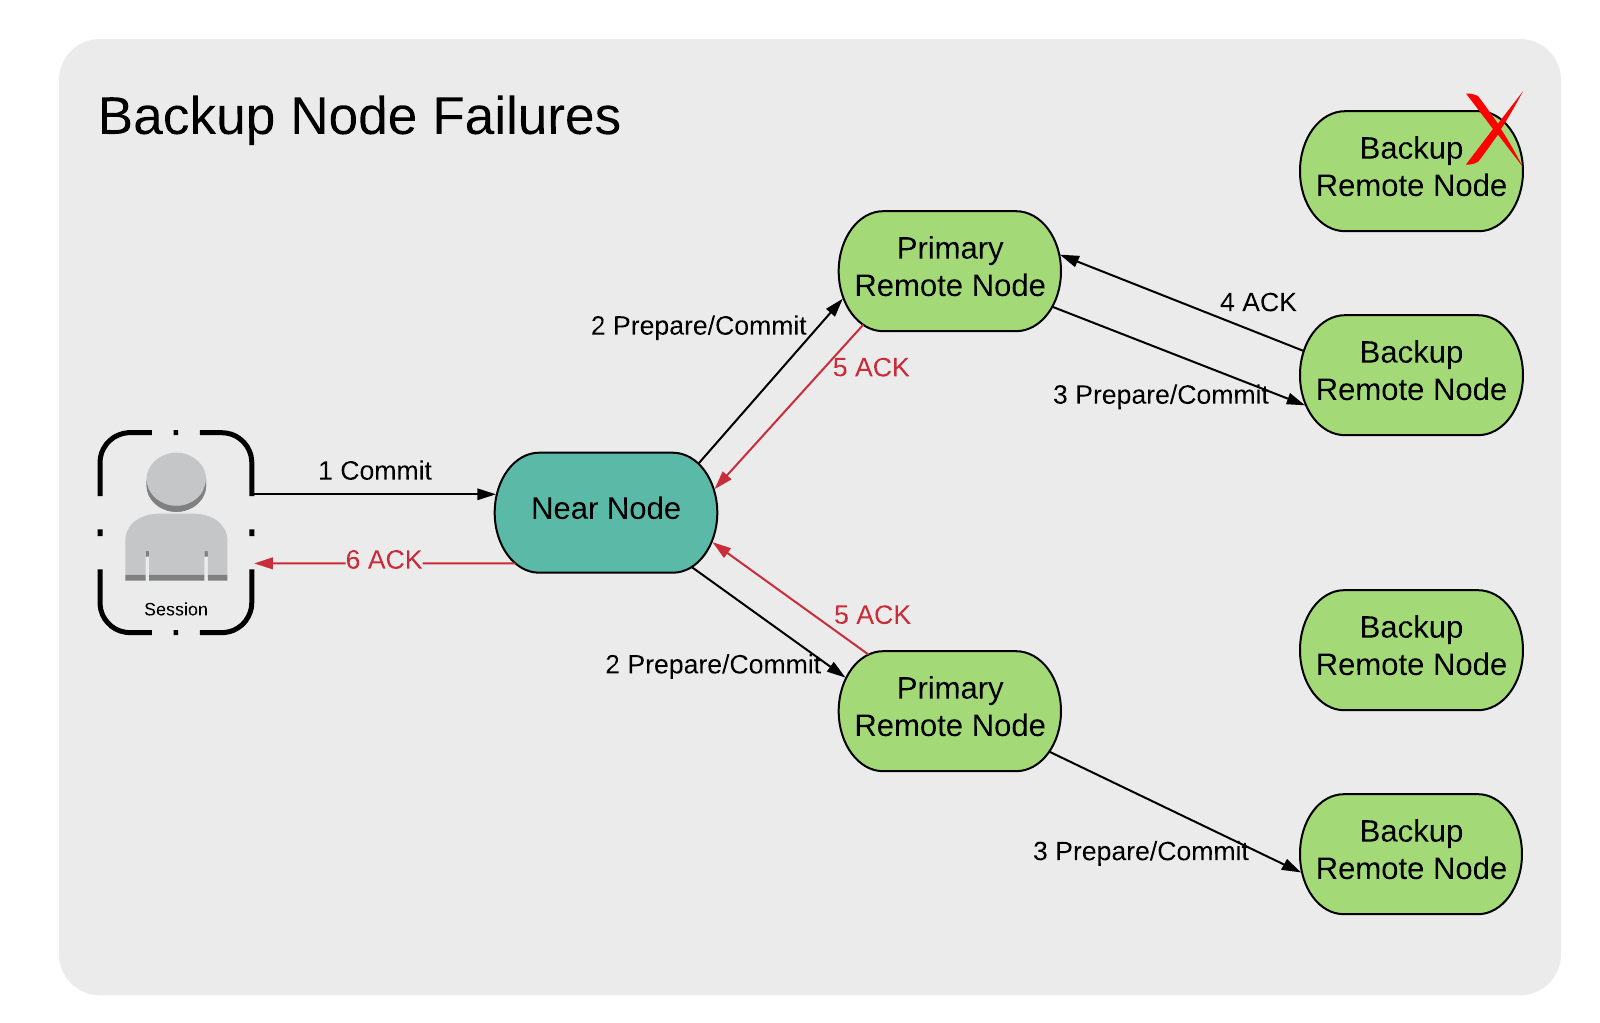 Backup Node Failures
Backup
Remote Node
Primary
Remote Node
4 ACK
2 Prepare/Commit
Backup
Remote Node
5 ACK
3 Prepare/Commit
1 Commit
Near Node
6 ACK
Session
5 ACK
Backup
Remote Node
2 Prepare/Commit
Primary
Remote Node
3 Prepare/Commit
Backup
Remote Node